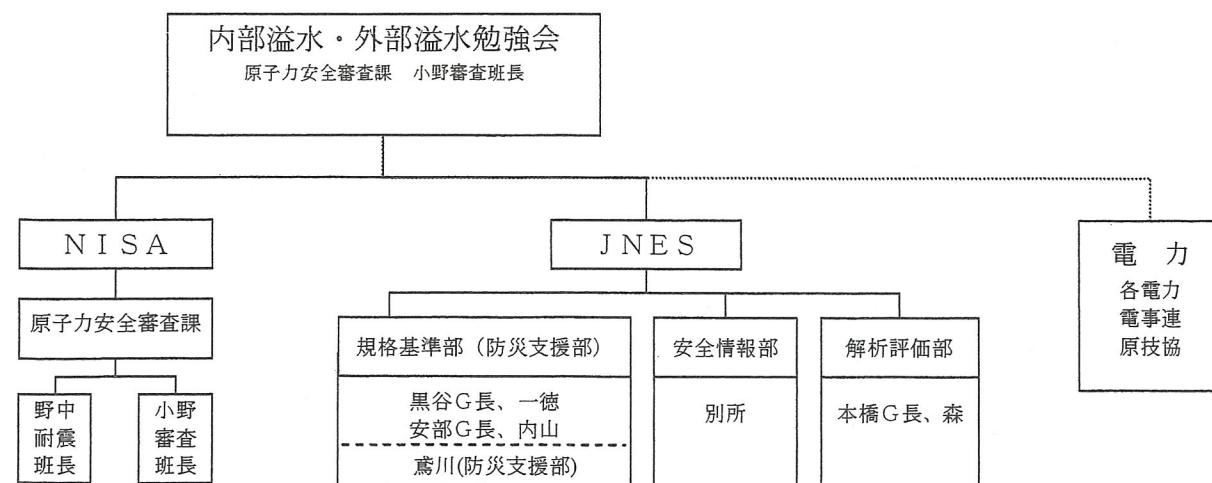 内部溢水・外部溢水勉強会
原子力安全審査課　小野審査班長
ＮＩＳＡ
原子力安全審査課
野中
耐震
班長
小野
審査
班長
ＪＮＥＳ
規格基準部（防災支援部）
黒谷Ｇ長、一徳
安部Ｇ長、内山
鳶川(防災支援部)
安全情報部
別所
解析評価部
本橋Ｇ長、森
電　力
各電力
電事連
原技協